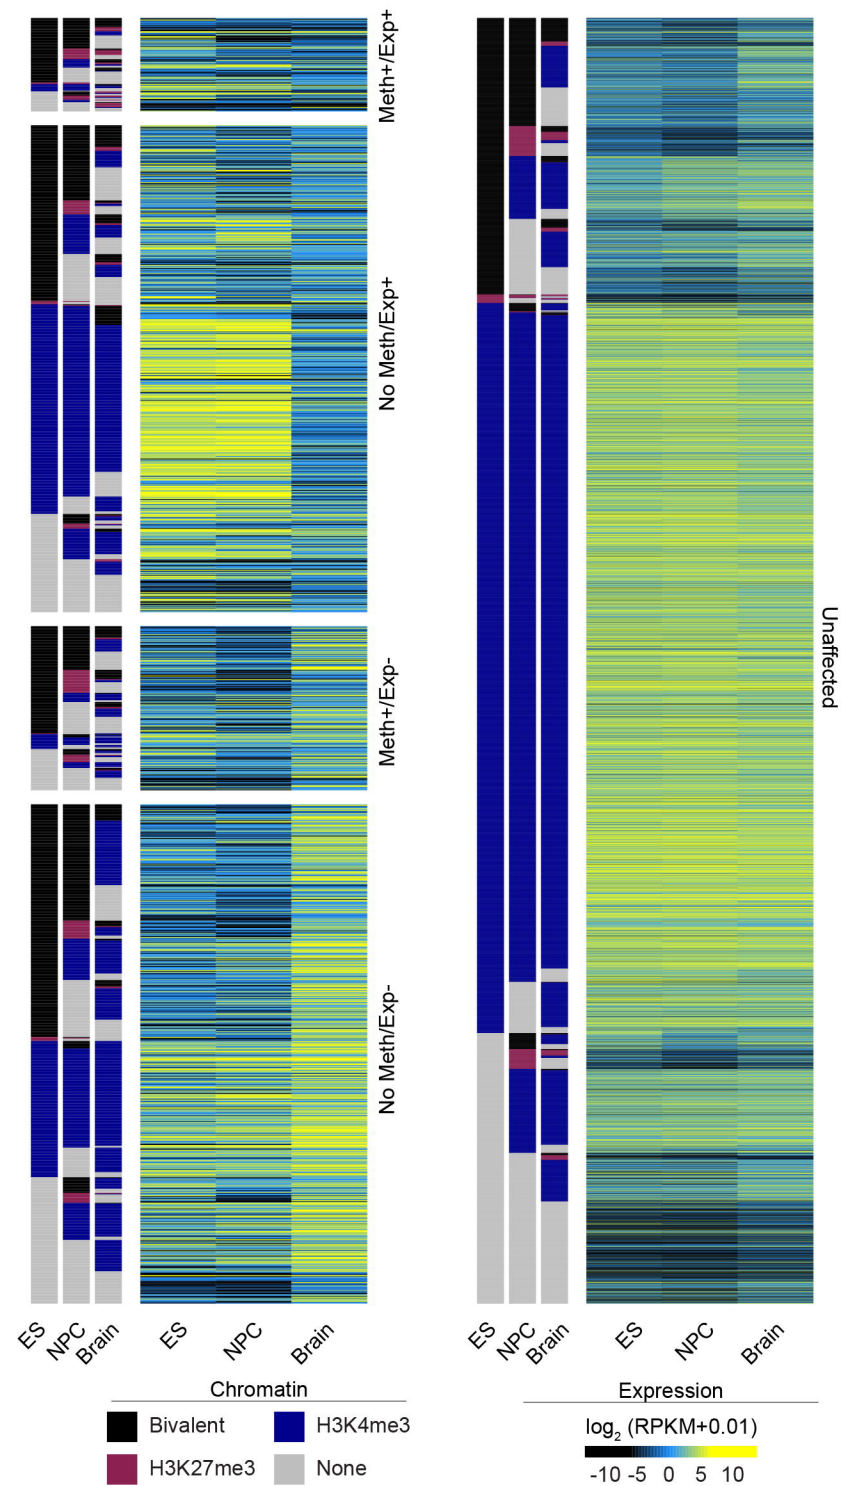 Meth+/Exp+
No Meth/Exp+
Meth+/Exp-
No Meth/Exp-
Unaffected
ES NPC Brain ES NPC Brain
ES NPC Brain ES NPC Brain
Chromatin
Bivalent H3K4me3
H3K27me3 None
Expression
log₂ (RPKM+0.01)
-10 -5 0 5 10